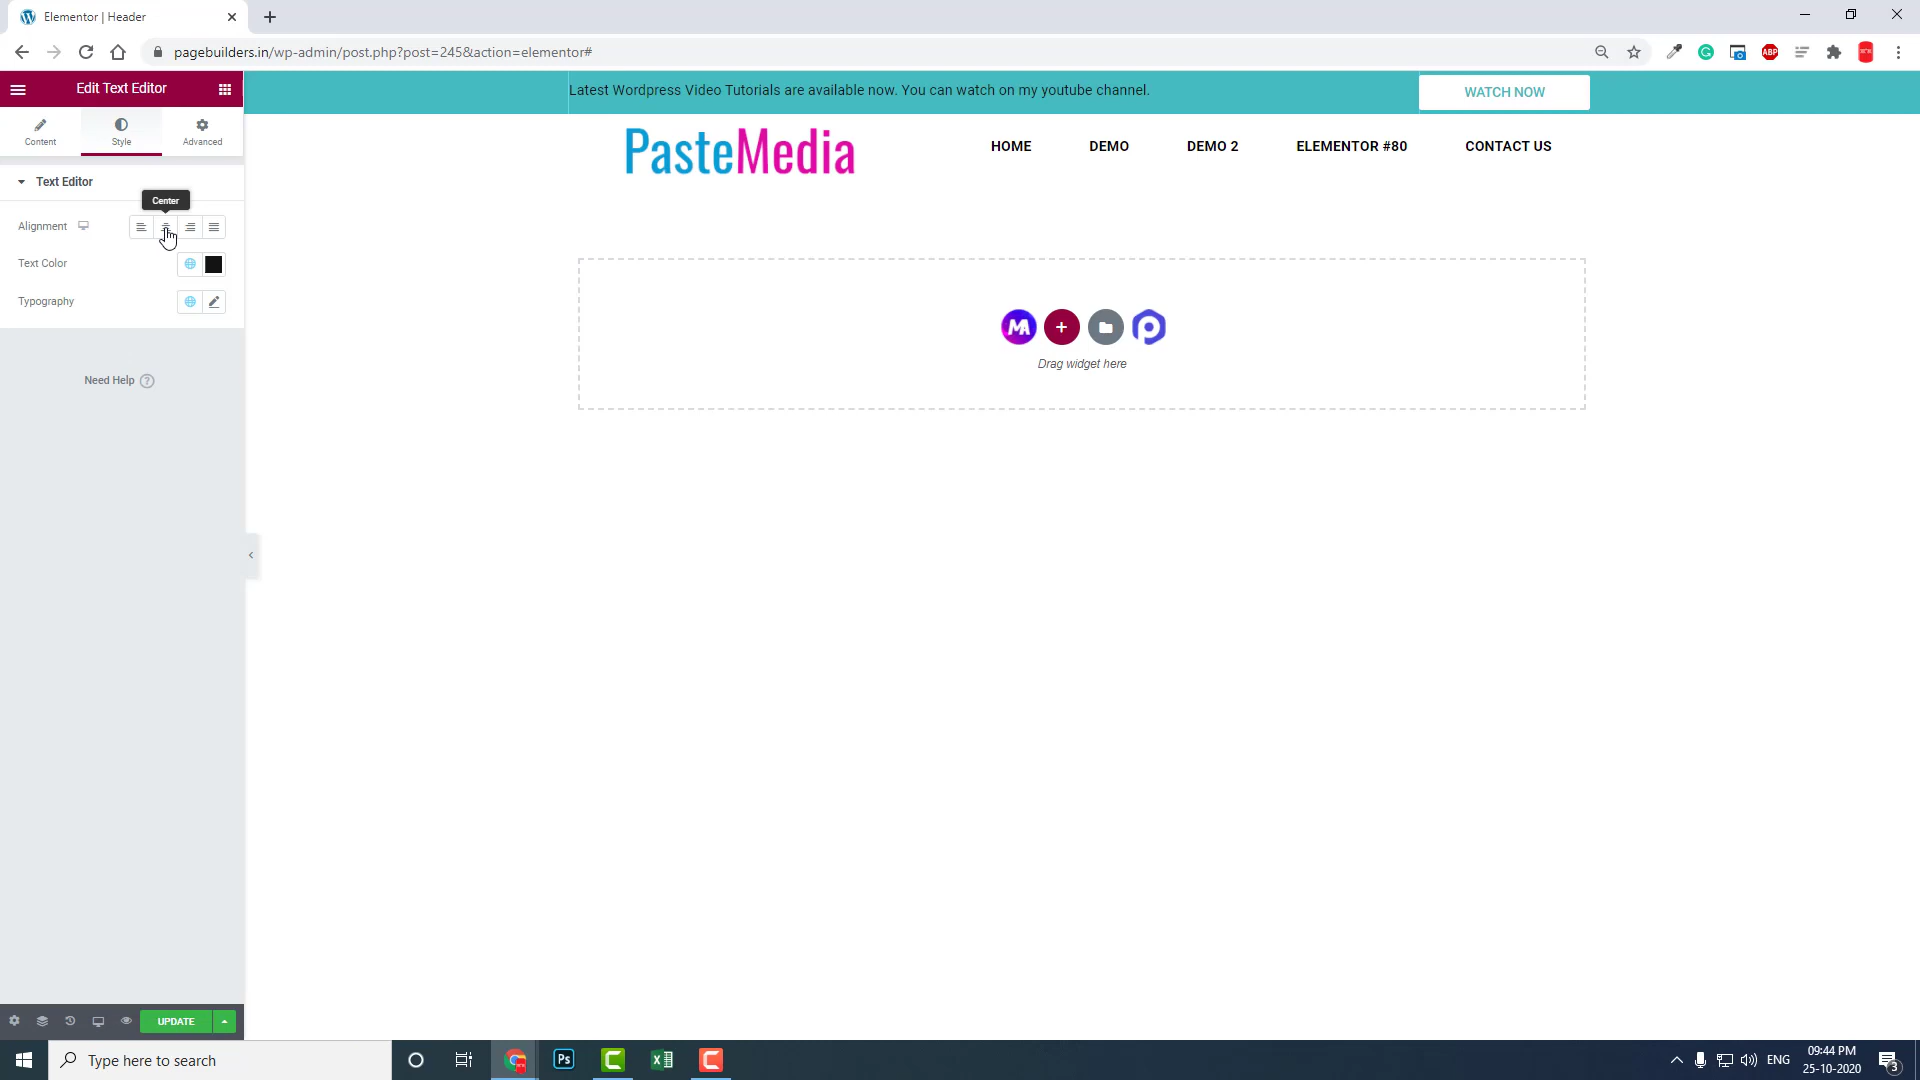 Elementor | Header
pagebuilders.in/wp-admin/post.php?post=245&action=elementor#
ABP
Edit Text Editor
Content
Style
Advanced
Text Editor
Center
Alignment
Text Color
Typography
Need Help ?
UPDATE
Latest Wordpress Video Tutorials are available now. You can watch on my youtube channel.
WATCH NOW
PasteMedia
HOME
DEMO
DEMO 2
ELEMENTOR #80
CONTACT US
Drag widget here
Type here to search
Ps
ENG
09:44 PM
25-10-2020
3